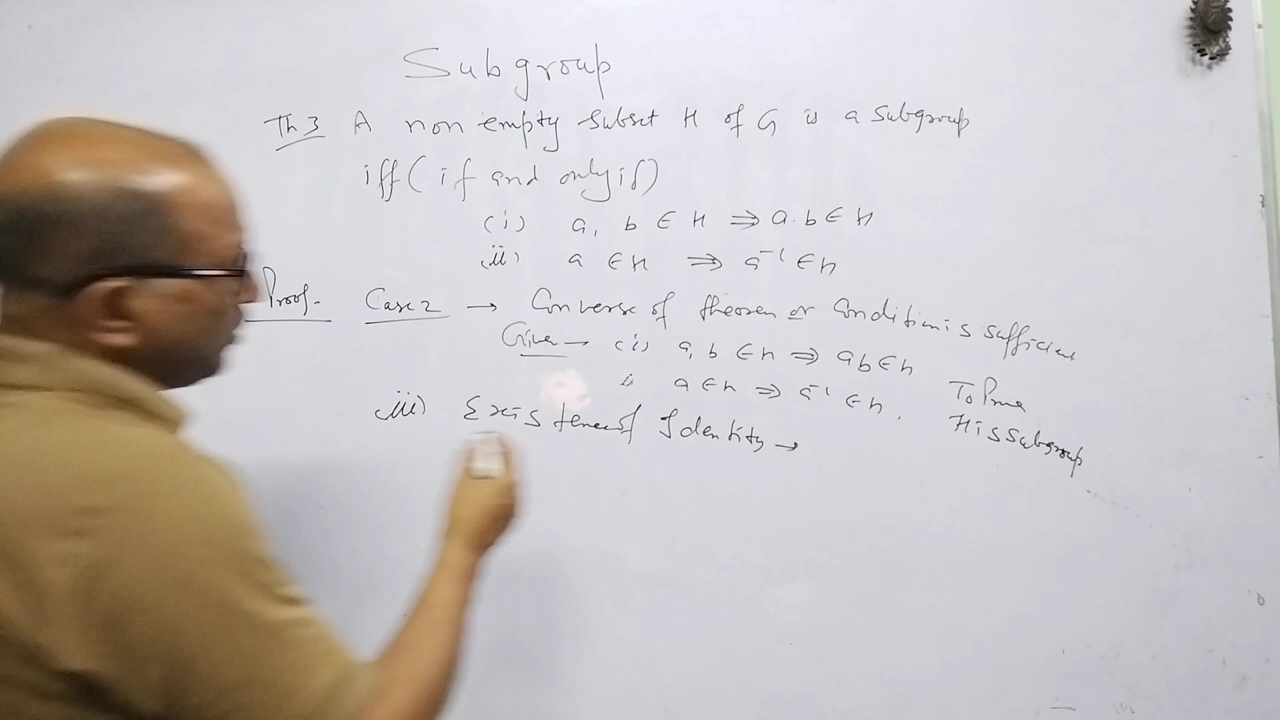 Subgroup
Th 3 A non empty subset H of G is a subgroup
iff ( if and only if )
(i) a, b ∈ H ⇒ a.b ∈ H
(ii) a ∈ H ⇒ a⁻¹ ∈ H
Proof- Case 2 → Converse of theorem or Condition is sufficient
Given → (i) a, b ∈ H ⇒ ab ∈ H
ii a ∈ H ⇒ a⁻¹ ∈ H. To Prove
H is subgroup
(iii) Existence of Identity →